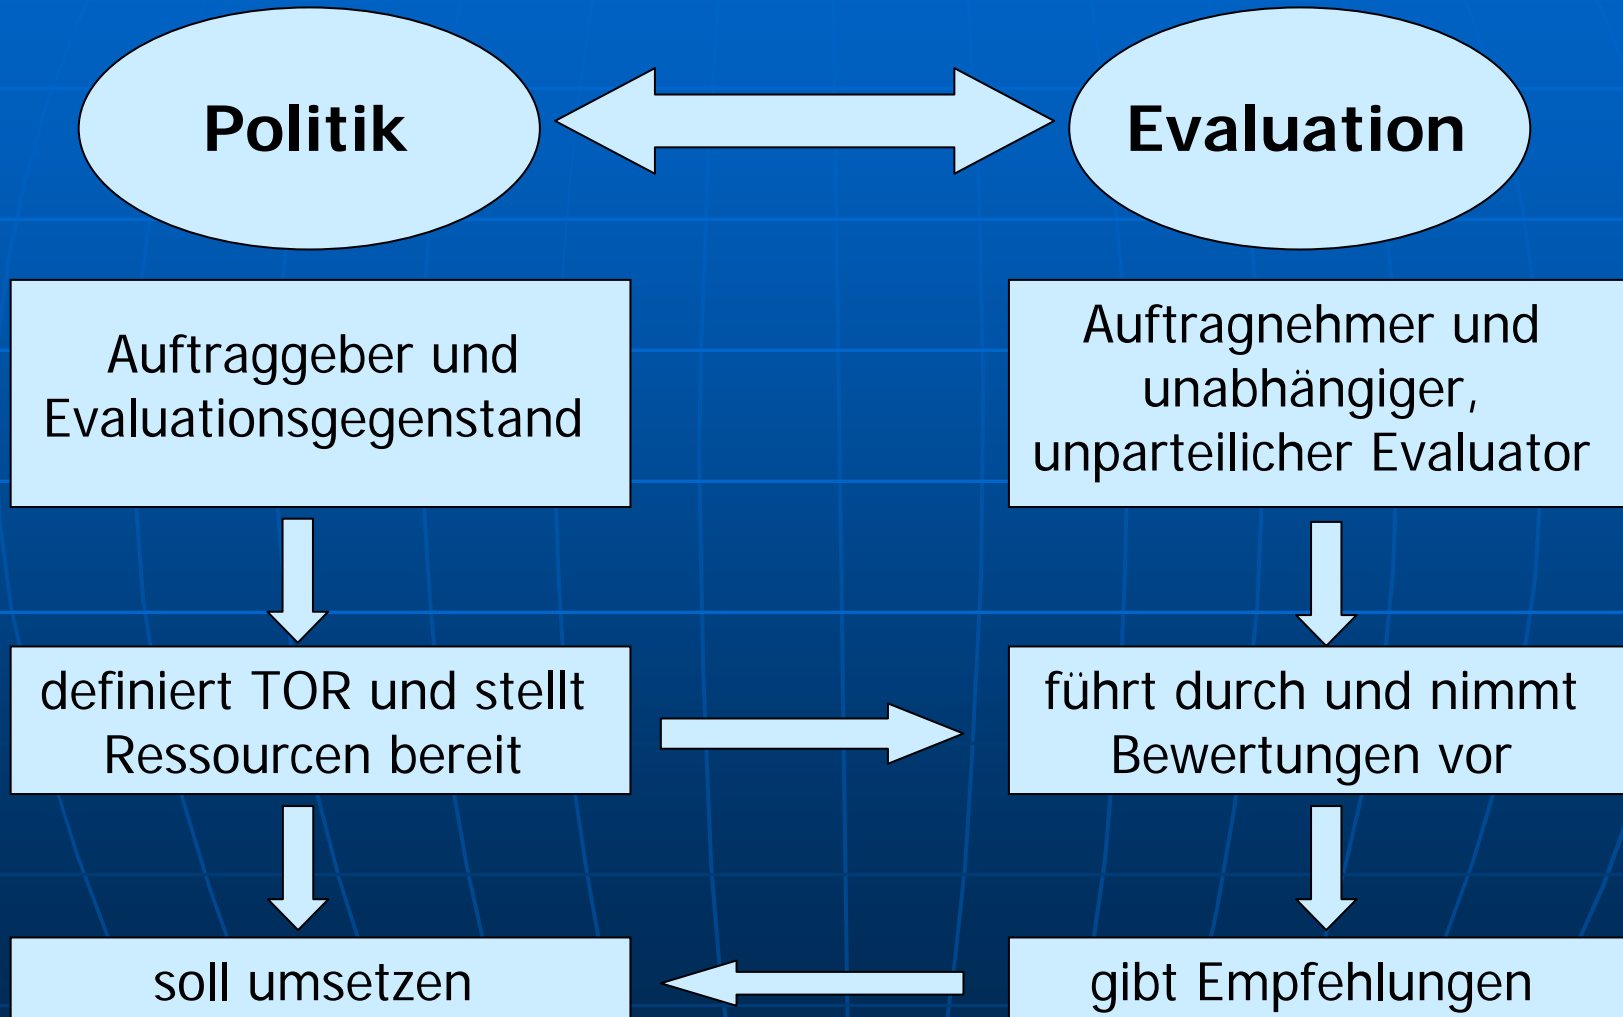 Politik
Evaluation
Auftraggeber und
Evaluationsgegenstand
Auftragnehmer und
unabhängiger,
unparteilicher Evaluator
definiert TOR und stellt
Ressourcen bereit
führt durch und nimmt
Bewertungen vor
soll umsetzen
gibt Empfehlungen